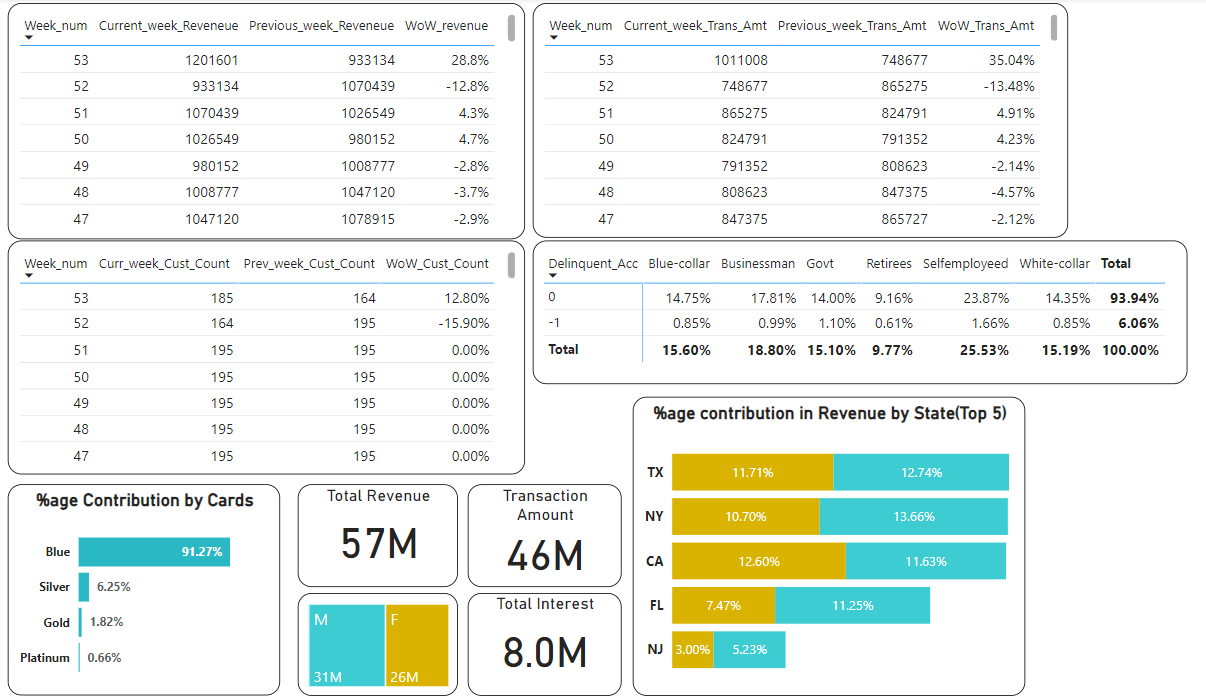 Week_num Current_week_Reveneue Previous_week_Reveneue WoW_revenue
53 1201601 933134 28.8%
52 933134 1070439 -12.8%
51 1070439 1026549 4.3%
50 1026549 980152 4.7%
49 980152 1008777 -2.8%
48 1008777 1047120 -3.7%
47 1047120 1078915 -2.9%
Week_num Current_week_Trans_Amt Previous_week_Trans_Amt WoW_Trans_Amt
53 1011008 748677 35.04%
52 748677 865275 -13.48%
51 865275 824791 4.91%
50 824791 791352 4.23%
49 791352 808623 -2.14%
48 808623 847375 -4.57%
47 847375 865727 -2.12%
Week_num Curr_week_Cust_Count Prev_week_Cust_Count WoW_Cust_Count
53 185 164 12.80%
52 164 195 -15.90%
51 195 195 0.00%
50 195 195 0.00%
49 195 195 0.00%
48 195 195 0.00%
47 195 195 0.00%
Delinquent_Acc Blue-collar Businessman Govt Retirees Selfemployeed White-collar Total
0 14.75% 17.81% 14.00% 9.16% 23.87% 14.35% 93.94%
-1 0.85% 0.99% 1.10% 0.61% 1.66% 0.85% 6.06%
Total 15.60% 18.80% 15.10% 9.77% 25.53% 15.19% 100.00%
%age Contribution by Cards
Blue 91.27%
Silver 6.25%
Gold 1.82%
Platinum 0.66%
Total Revenue
57M
Transaction
Amount
46M
M F
31M 26M
Total Interest
8.0M
%age contribution in Revenue by State(Top 5)
TX 11.71% 12.74%
NY 10.70% 13.66%
CA 12.60% 11.63%
FL 7.47% 11.25%
NJ 3.00% 5.23%